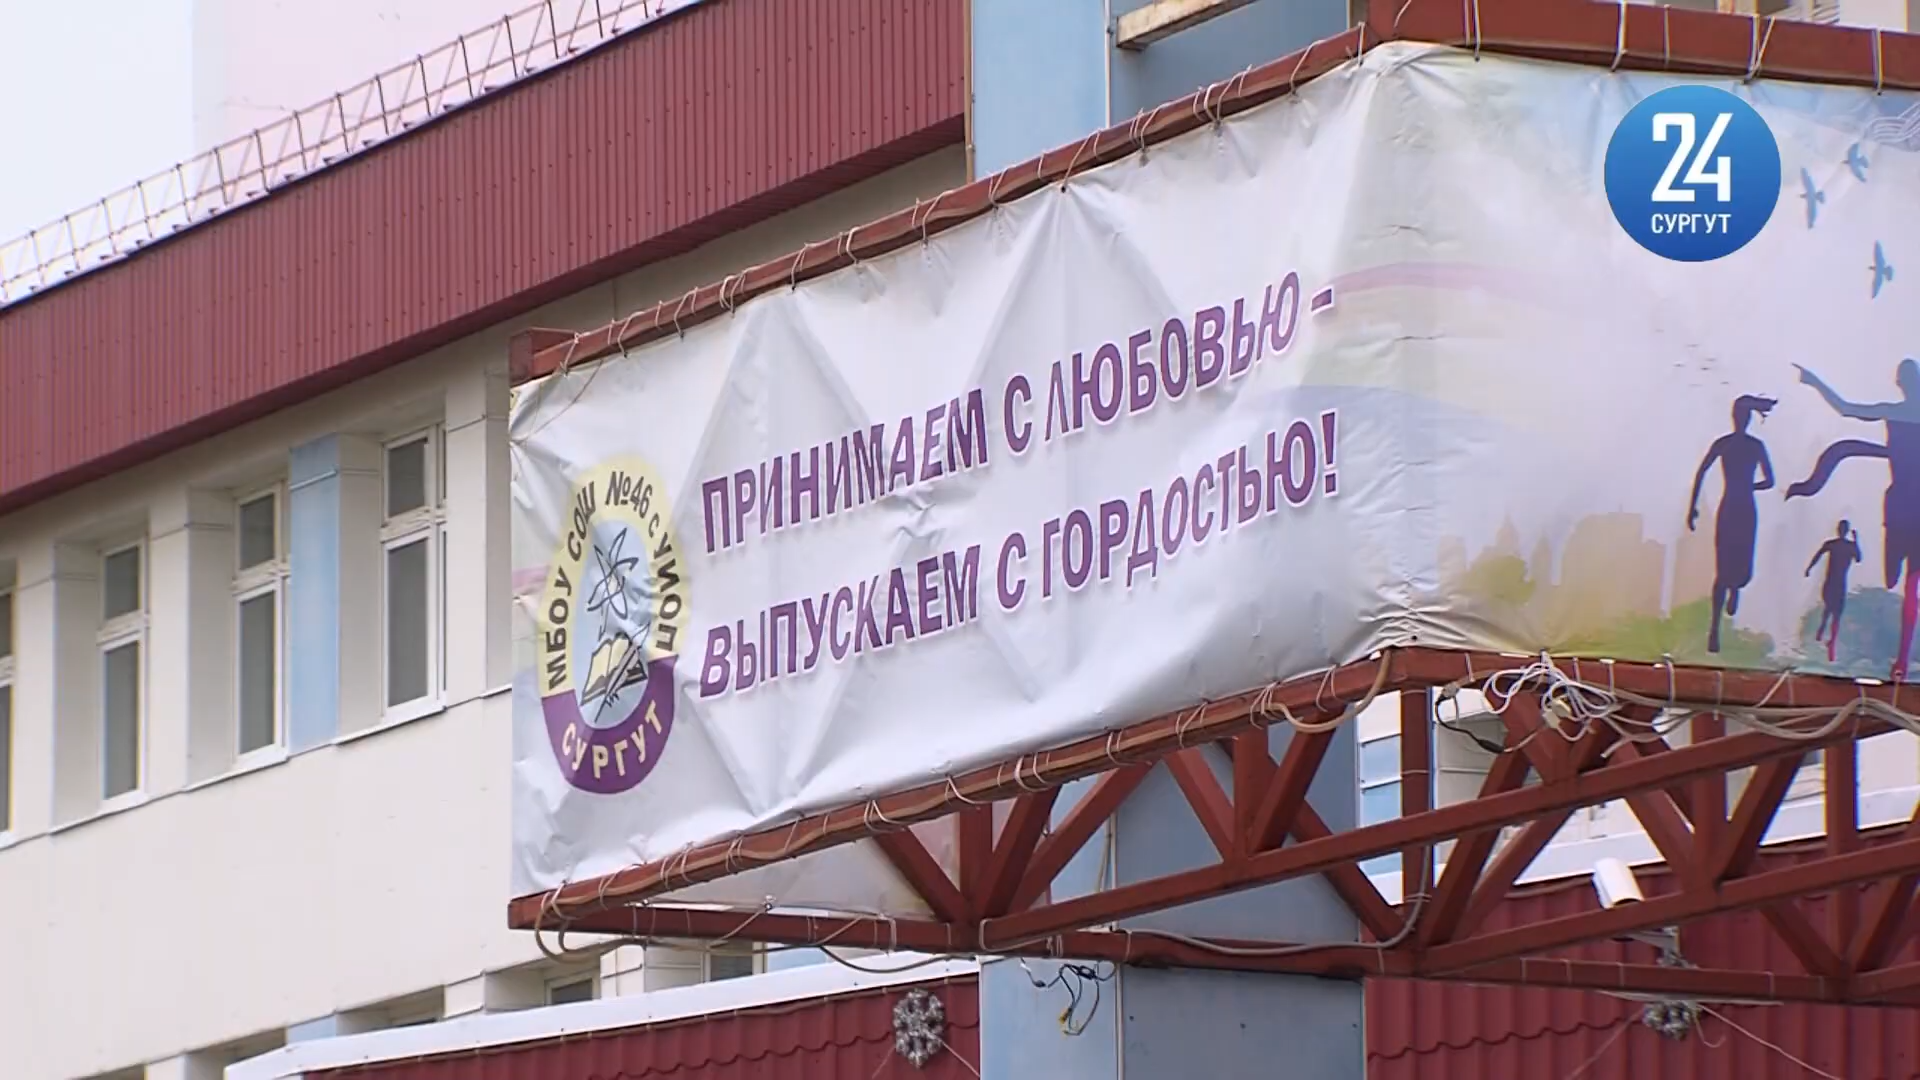 24
СУРГУТ
ПРИНИМАЕМ С ЛЮБОВЬЮ -
ВЫПУСКАЕМ С ГОРДОСТЬЮ!
МБОУ СОШ №46 С УИОП
СУРГУТ